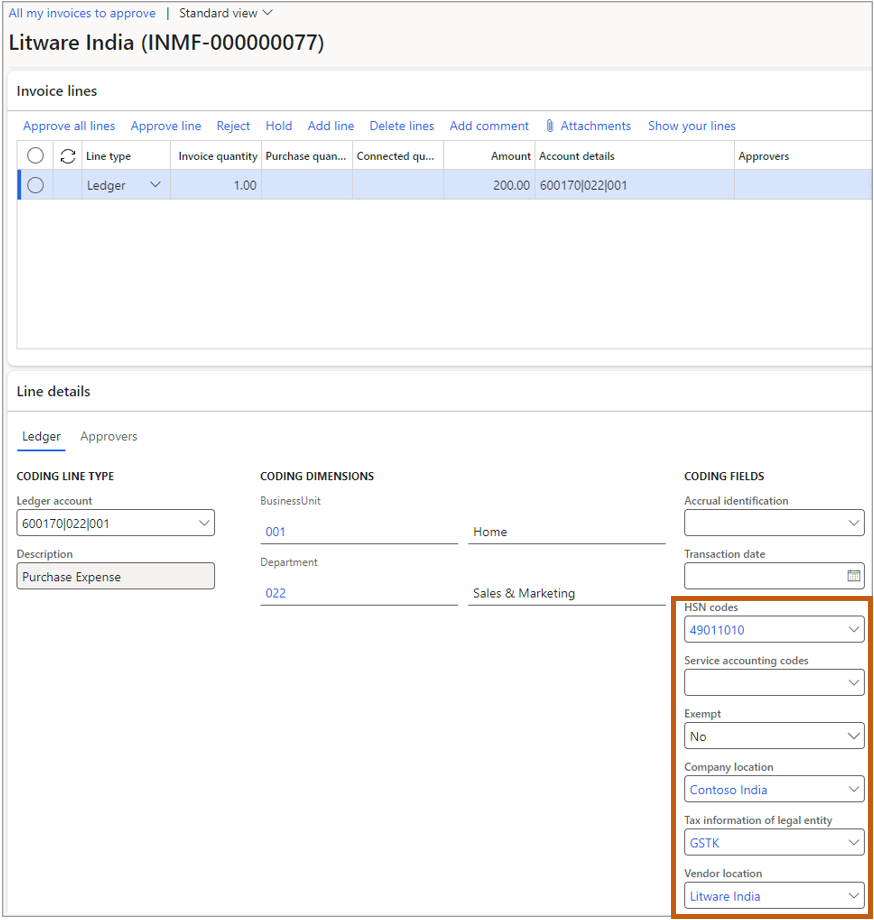 All my invoices to approve | Standard view
Litware India (INMF-000000077)
Invoice lines
Approve all lines Approve line Reject Hold Add line Delete lines Add comment Attachments Show your lines
Line type Invoice quantity Purchase quan... Connected qu... Amount Account details Approvers
Ledger 1.00 200.00 600170|022|001
Line details
Ledger Approvers
CODING LINE TYPE
Ledger account
600170|022|001
Description
Purchase Expense
CODING DIMENSIONS
BusinessUnit
001 Home
Department
022 Sales & Marketing
CODING FIELDS
Accrual identification
Transaction date
HSN codes
49011010
Service accounting codes
Exempt
No
Company location
Contoso India
Tax information of legal entity
GSTK
Vendor location
Litware India